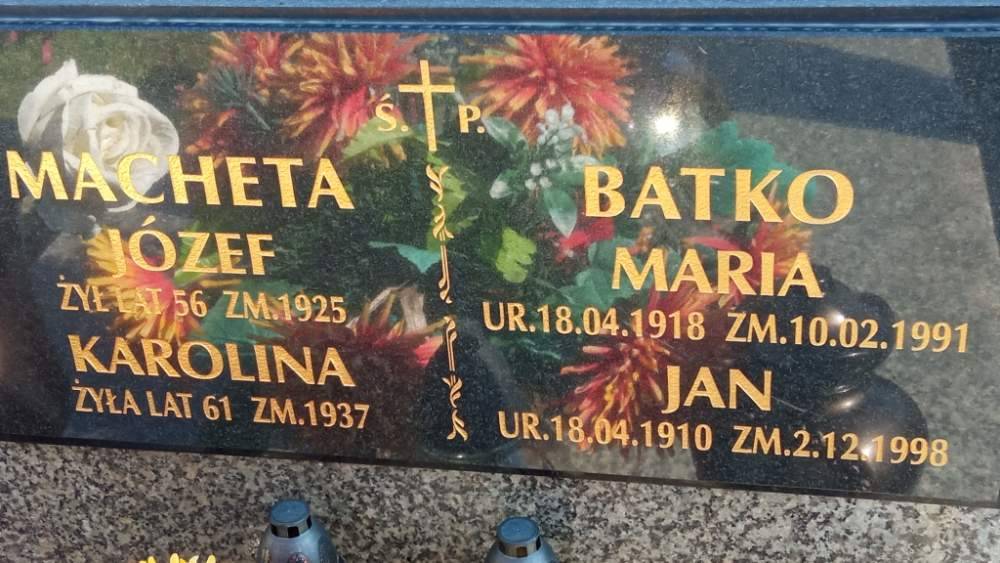 Ś. P.
MACHETA
JÓZEF
ŻYŁ LAT 56 ZM.1925
KAROLINA
ŻYŁA LAT 61 ZM.1937
BATKO
MARIA
UR.18.04.1918 ZM.10.02.1991
JAN
UR.18.04.1910 ZM.2.12.1998